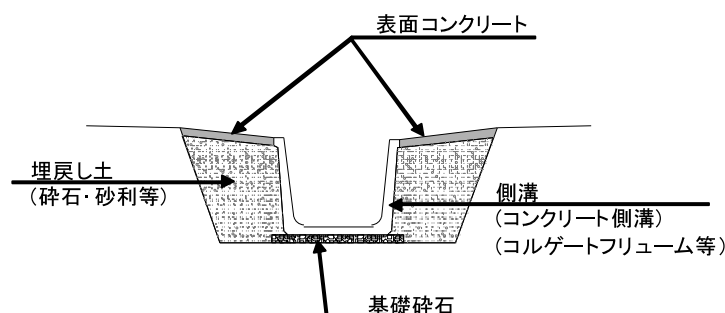 表面コンクリート
埋戻し土
（砕石・砂利等）
側溝
（コンクリート側溝）
（コルゲートフリューム等）
基礎砕石